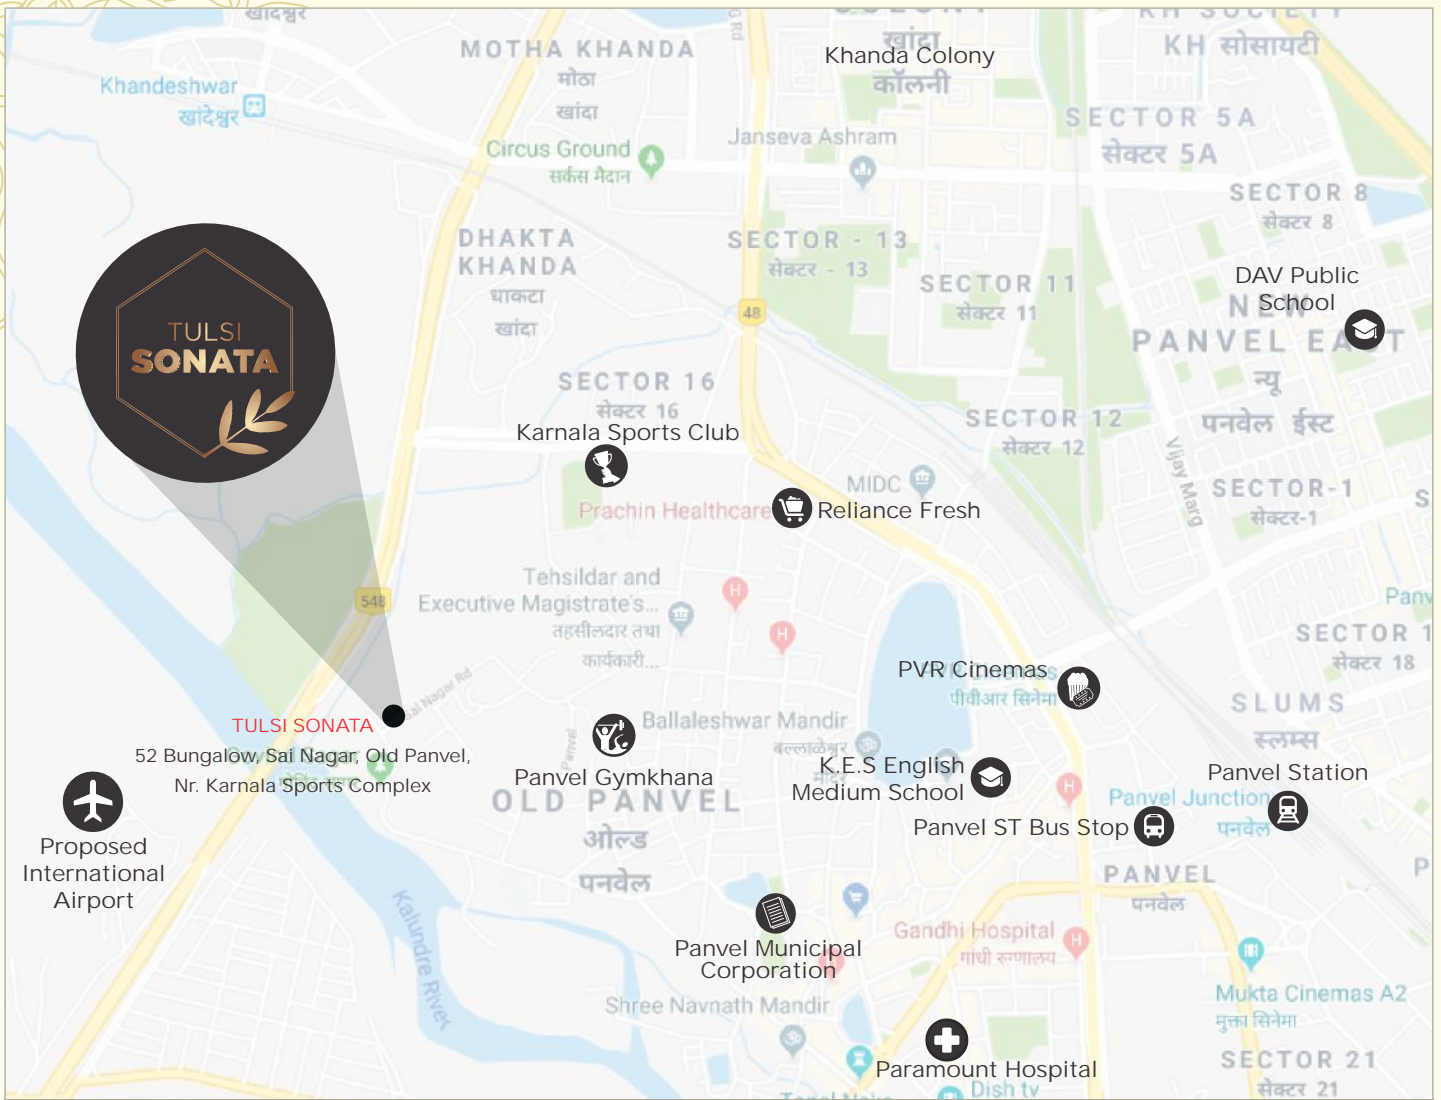 खांदेश्वर
G Rd
COLONY
KH SOCIETY
KH सोसायटी
MOTHA KHANDA
मोठा
खांदा
खांदा
Khanda Colony
कॉलनी
Khandeshwar
खांदेश्वर
SECTOR 5A
सेक्टर 5A
Circus Ground
सर्कस मैदान
Janseva Ashram
SECTOR 8
सेक्टर 8
DHAKTA
KHANDA
धाकटा
खांदा
SECTOR - 13
सेक्टर - 13
SECTOR 11
सेक्टर 11
DAV Public
School
NEW
PANVEL EAST
न्यू
पनवेल ईस्ट
48
TULSI
SONATA
SECTOR 16
सेक्टर 16
Karnala Sports Club
SECTOR 12
सेक्टर 12
Vijay Marg
MIDC
Prachin Healthcare
Reliance Fresh
SECTOR-1
सेक्टर-1
S
Tehsildar and
Executive Magistrate's...
तहसीलदार तथा
कार्यकारी...
H
H
548
Panv
SECTOR 1
सेक्टर 18
PVR Cinemas
पीवीआर सिनेमा
SLUMS
स्लम्स
Sai Nagar Rd
TULSI SONATA
52 Bungalow, Sai Nagar, Old Panvel,
Nr. Karnala Sports Complex
Panvel
Panvel Gymkhana
Ballaleshwar Mandir
बल्लाळेश्वर
मंदिर
K.E.S English
Medium School
H
Panvel Station
Panvel Junction
पनवेल
Panvel ST Bus Stop
OLD PANVEL
ओल्ड
पनवेल
Proposed
International
Airport
PANVEL
पनवेल
P
Kalundre River
Panvel Municipal
Corporation
H
Gandhi Hospital
गांधी रुग्णालय
H
Shree Navnath Mandir
Mukta Cinemas A2
मुक्ता सिनेमा
Paramount Hospital
SECTOR 21
सेक्टर 21
Dish tv